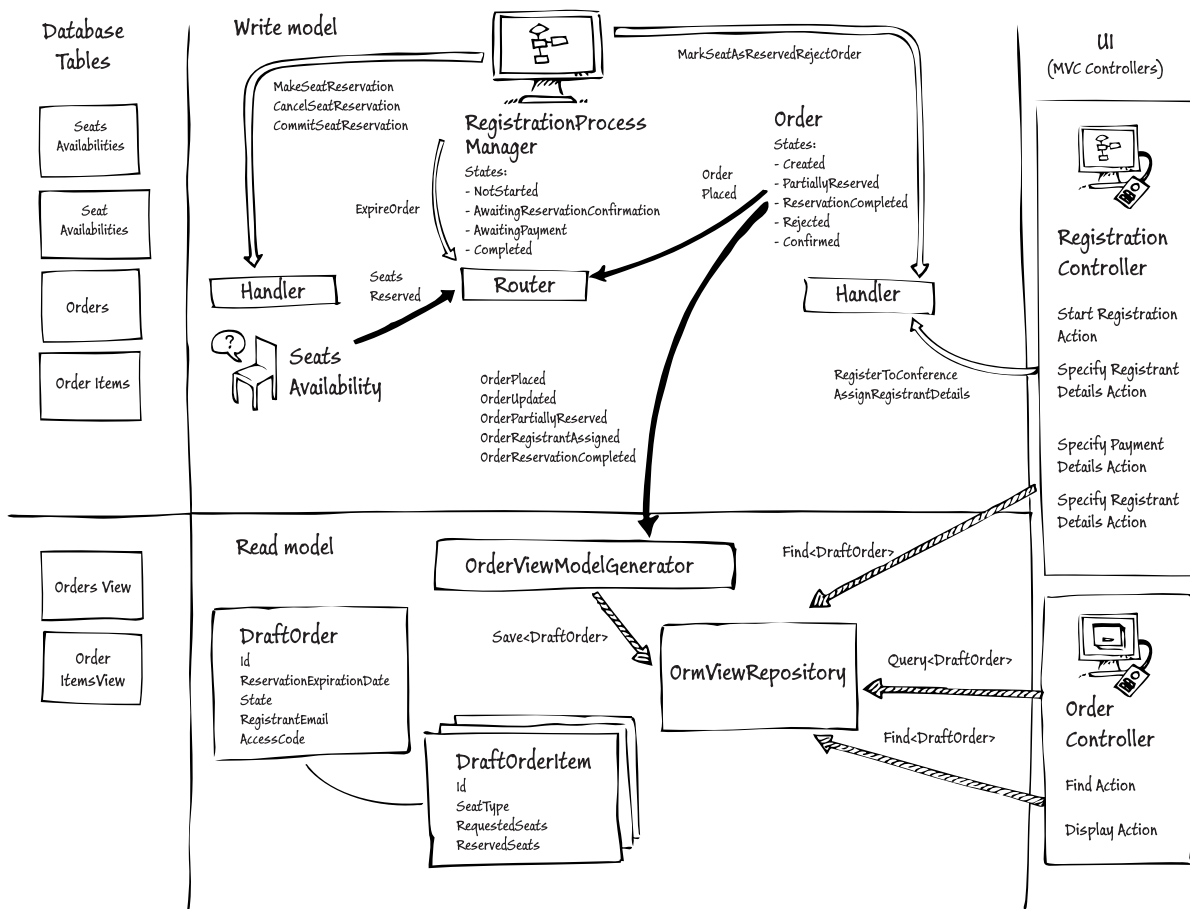 Database
Tables
Seats
Availabilities
Seat
Availabilities
Orders
Order Items
Orders View
Order
ItemsView
Write model
MakeSeatReservation
CancelSeatReservation
CommitSeatReservation
RegistrationProcess
Manager
States:
- NotStarted
- AwaitingReservationConfirmation
- AwaitingPayment
- Completed
ExpireOrder
MarkSeatAsReservedRejectOrder
Order
States:
- Created
- PartiallyReserved
- ReservationCompleted
- Rejected
- Confirmed
Order
Placed
Handler
Seats
Reserved
Router
Handler
?
Seats
Availability
OrderPlaced
OrderUpdated
OrderPartiallyReserved
OrderRegistrantAssigned
OrderReservationCompleted
RegisterToConference
AssignRegistrantDetails
Read model
OrderViewModelGenerator
Find<DraftOrder>
Save<DraftOrder>
DraftOrder
Id
ReservationExpirationDate
State
RegistrantEmail
AccessCode
OrmViewRepository
Query<DraftOrder>
Find<DraftOrder>
DraftOrderItem
Id
SeatType
RequestedSeats
ReservedSeats
UI
(MVC Controllers)
Registration
Controller
Start Registration
Action
Specify Registrant
Details Action
Specify Payment
Details Action
Specify Registrant
Details Action
Order
Controller
Find Action
Display Action